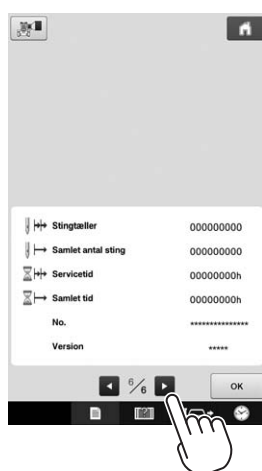 Stingtæller 000000000
Samlet antal sting 000000000
Servicetid 00000000h
Samlet tid 00000000h
No. ***************
Version *****
6/6
OK